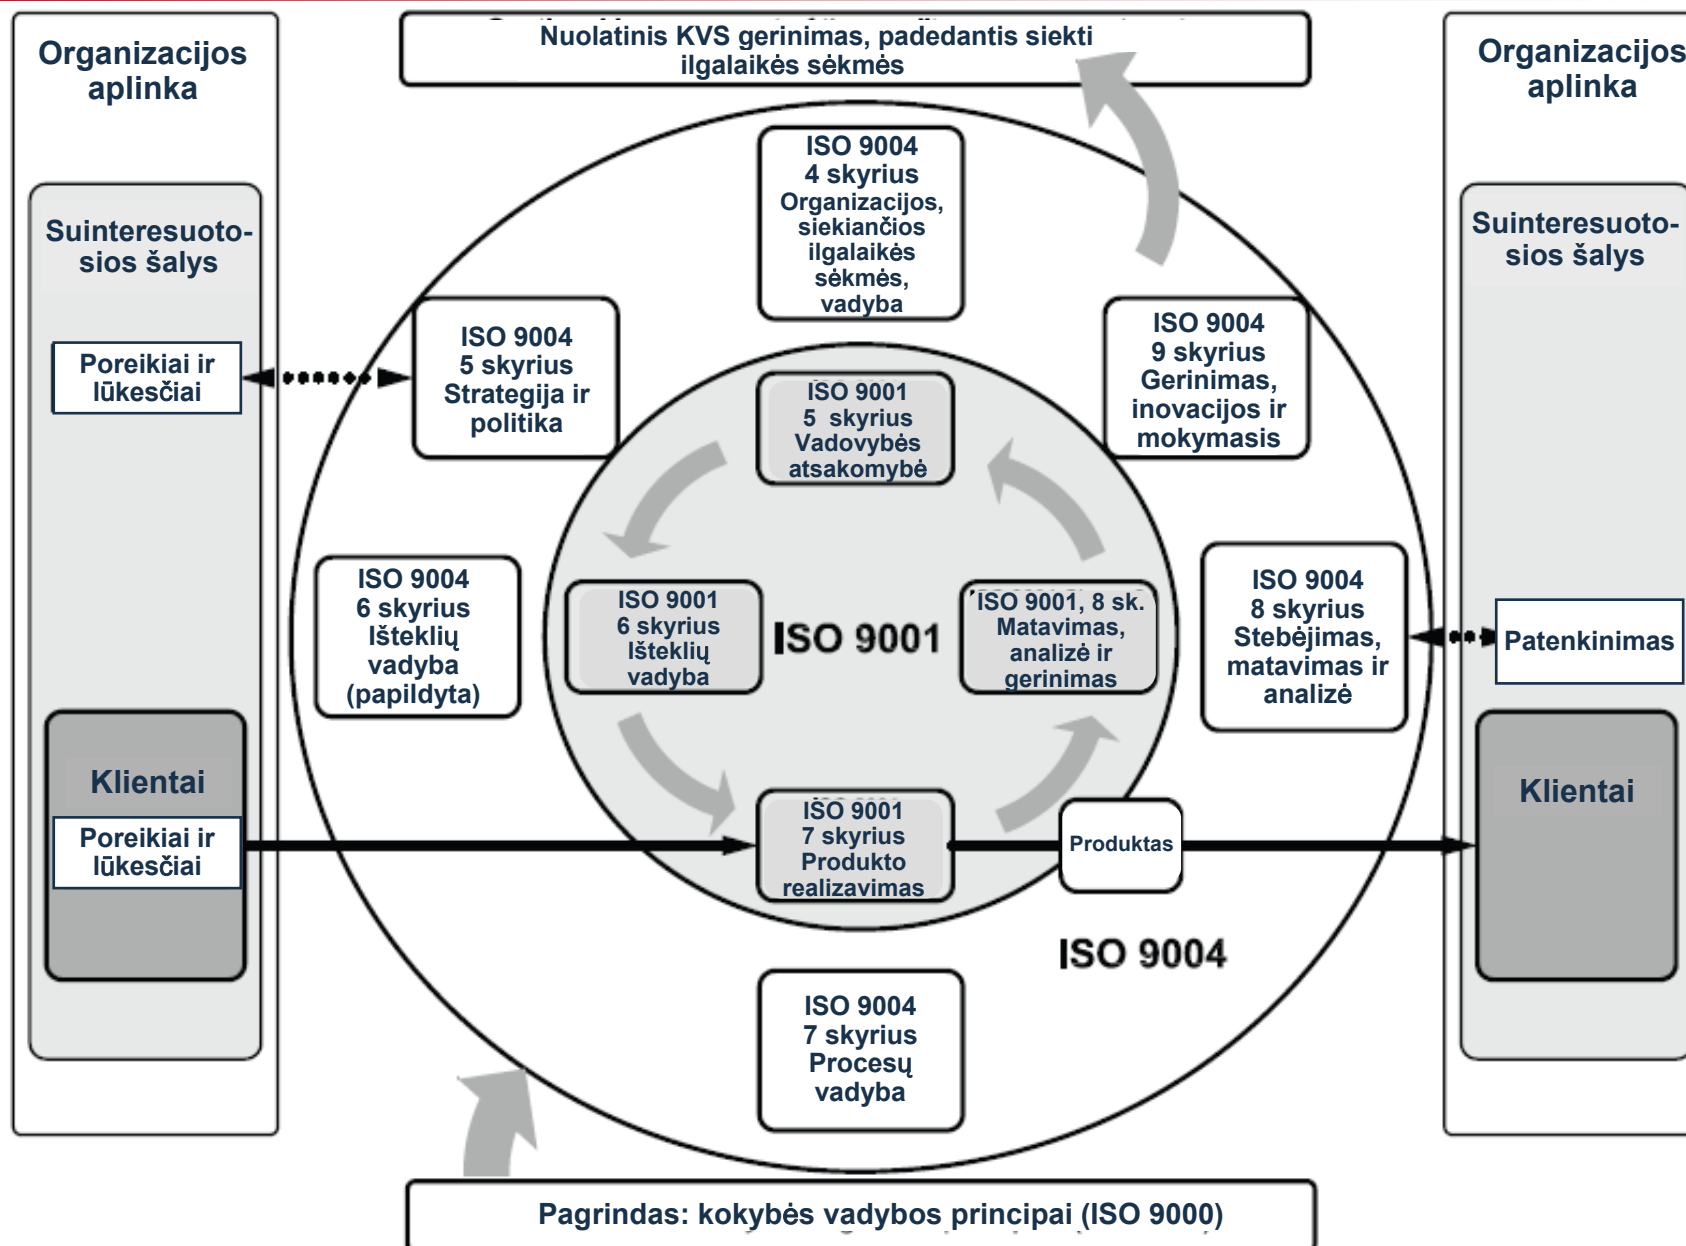 Nuolatinis KVS gerinimas, padedantis siekti
ilgalaikės sėkmės
Organizacijos
aplinka
Suinteresuoto-
sios šalys
Poreikiai ir
lūkesčiai
Klientai
Poreikiai ir
lūkesčiai
ISO 9004
4 skyrius
Organizacijos,
siekiančios
ilgalaikės
sėkmės,
vadyba
ISO 9004
5 skyrius
Strategija ir
politika
ISO 9004
9 skyrius
Gerinimas,
inovacijos ir
mokymasis
ISO 9001
5 skyrius
Vadovybės
atsakomybė
ISO 9004
6 skyrius
Išteklių
vadyba
(papildyta)
ISO 9001
6 skyrius
Išteklių
vadyba
ISO 9001
ISO 9001, 8 sk.
Matavimas,
analizė ir
gerinimas
ISO 9004
8 skyrius
Stebėjimas,
matavimas ir
analizė
ISO 9001
7 skyrius
Produkto
realizavimas
Produktas
ISO 9004
ISO 9004
7 skyrius
Procesų
vadyba
Organizacijos
aplinka
Suinteresuoto-
sios šalys
Patenkinimas
Klientai
Pagrindas: kokybės vadybos principai (ISO 9000)